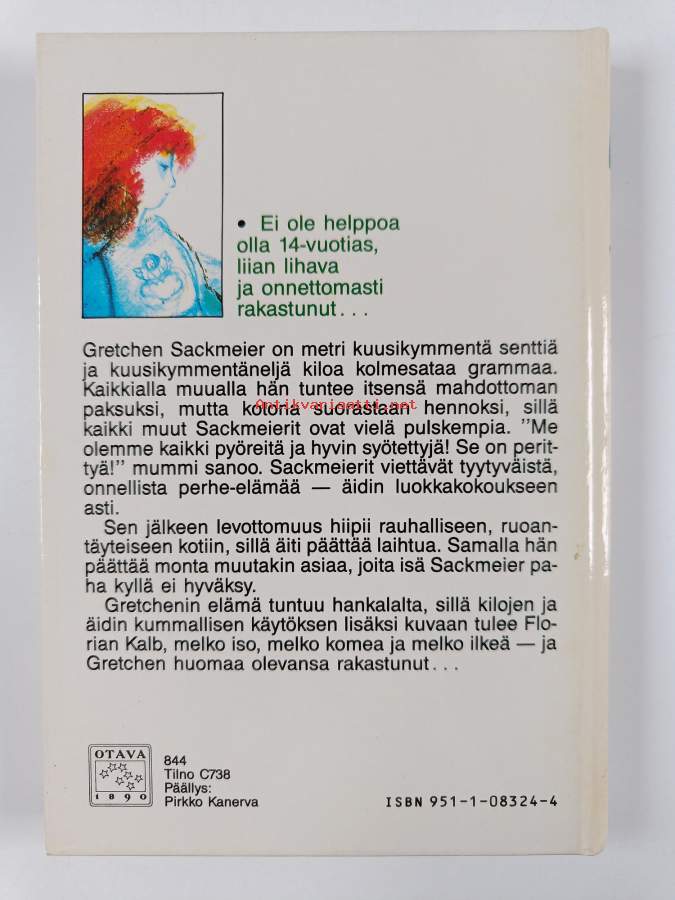 • Ei ole helppoa
olla 14-vuotias,
liian lihava
ja onnettomasti
rakastunut...
Gretchen Sackmeier on metri kuusikymmentä senttiä
ja kuusikymmentäneljä kiloa kolmesataa grammaa.
Kaikkialla muualla hän tuntee itsensä mahdottoman
paksuksi, mutta kotona suorastaan hennoksi, sillä
Antikvariaatti.net
kaikki muut Sackmeierit ovat vielä pulskempia. "Me
olemme kaikki pyöreitä ja hyvin syötettyjä! Se on perit-
tyä!" mummi sanoo. Sackmeierit viettävät tyytyväistä,
onnellista perhe-elämää — äidin luokkakokoukseen
asti.
Sen jälkeen levottomuus hiipii rauhalliseen, ruoan-
täyteiseen kotiin, sillä äiti päättää laihtua. Samalla hän
päättää monta muutakin asiaa, joita isä Sackmeier pa-
ha kyllä ei hyväksy.
Gretchenin elämä tuntuu hankalalta, sillä kilojen ja
äidin kummallisen käytöksen lisäksi kuvaan tulee Flo-
rian Kalb, melko iso, melko komea ja melko ilkeä — ja
Gretchen huomaa olevansa rakastunut...
OTAVA
1890
844
Tilno C738
Päällys:
Pirkko Kanerva
ISBN 951-1-08324-4